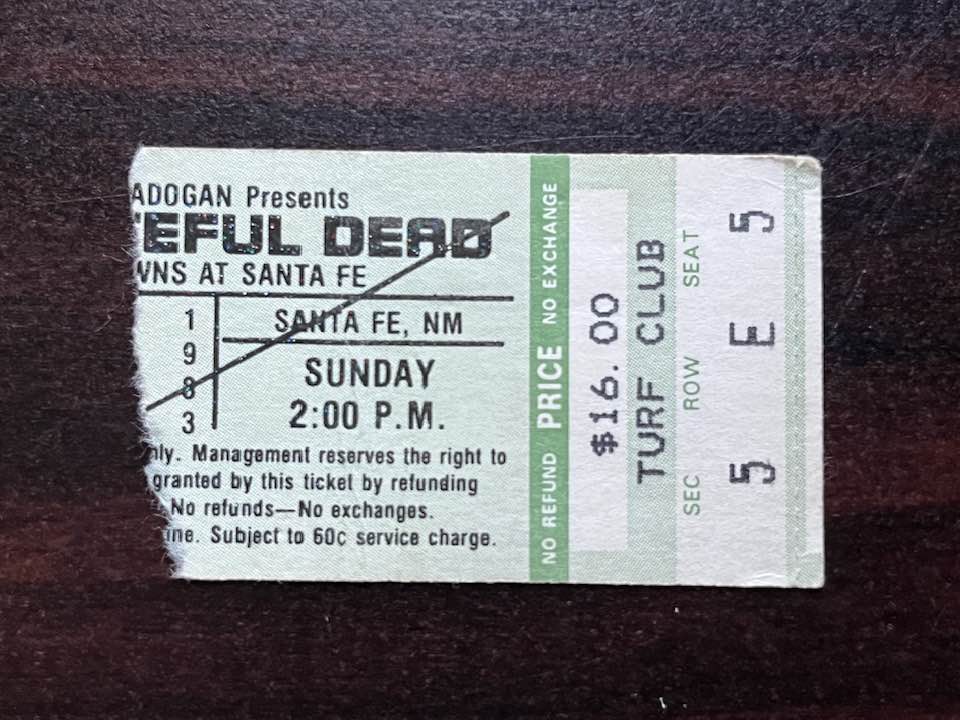 ADOGAN Presents
EFUL DEAD
WNS AT SANTA FE
1
9
8
3
SANTA FE, NM
SUNDAY
2:00 P.M.
nly. Management reserves the right to
granted by this ticket by refunding
No refunds—No exchanges.
ime. Subject to 60c service charge.
NO REFUND PRICE NO EXCHANGE
$16.00
TURF CLUB
SEC ROW SEAT
5 E 5